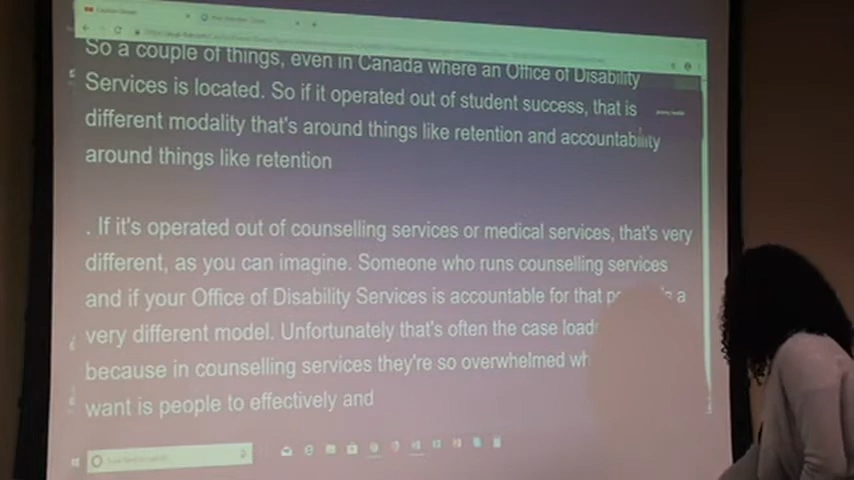 So a couple of things, even in Canada where an Office of Disability
Services is located. So if it operated out of student success, that is
different modality that's around things like retention and accountability
around things like retention
. If it's operated out of counselling services or medical services, that's very
different, as you can imagine. Someone who runs counselling services
and if your Office of Disability Services is accountable for that a
very different model. Unfortunately that's often the case
because in counselling services they're so overwhelmed
want is people to effectively and